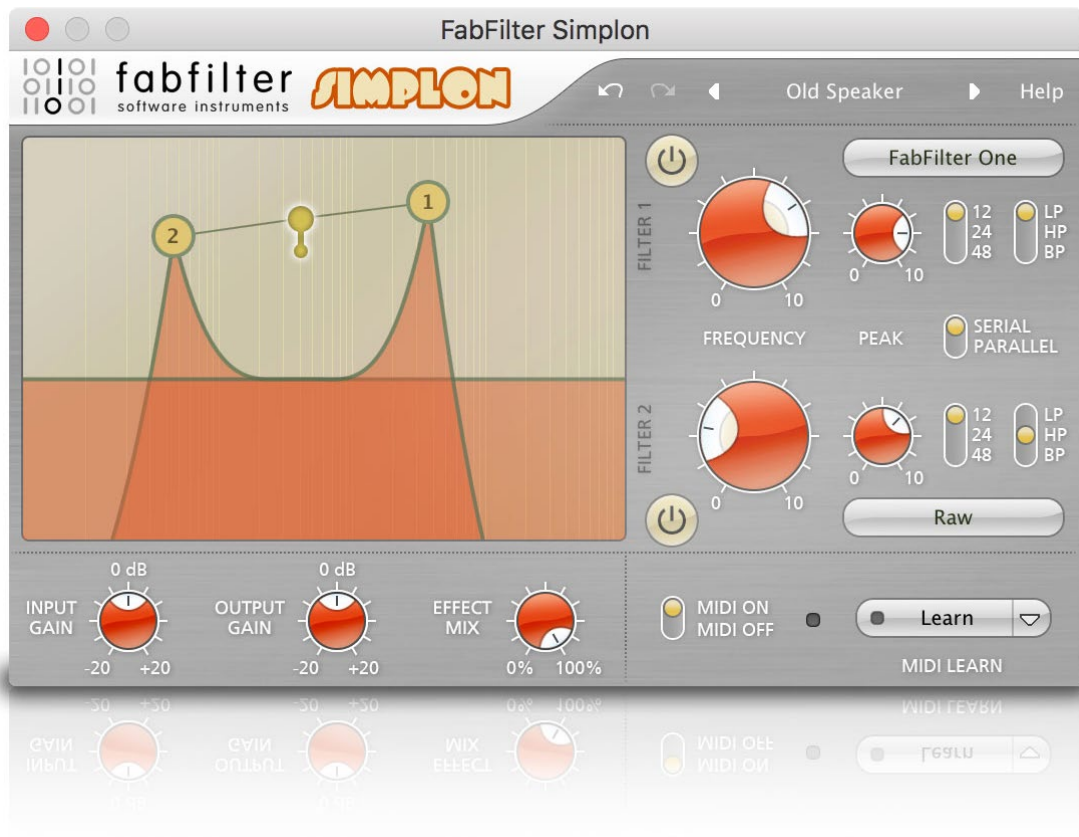 FabFilter Simplon
fabfilter
software instruments
SIMPLON
Old Speaker
Help
2
1
FILTER 1
FabFilter One
12
24
48
LP
HP
BP
0 10
0 10
FREQUENCY
PEAK
SERIAL
PARALLEL
FILTER 2
12
24
48
LP
HP
BP
0 10
0 10
Raw
INPUT
GAIN
0 dB
-20 +20
OUTPUT
GAIN
0 dB
-20 +20
EFFECT
MIX
0% 100%
MIDI ON
MIDI OFF
Learn
MIDI LEARN